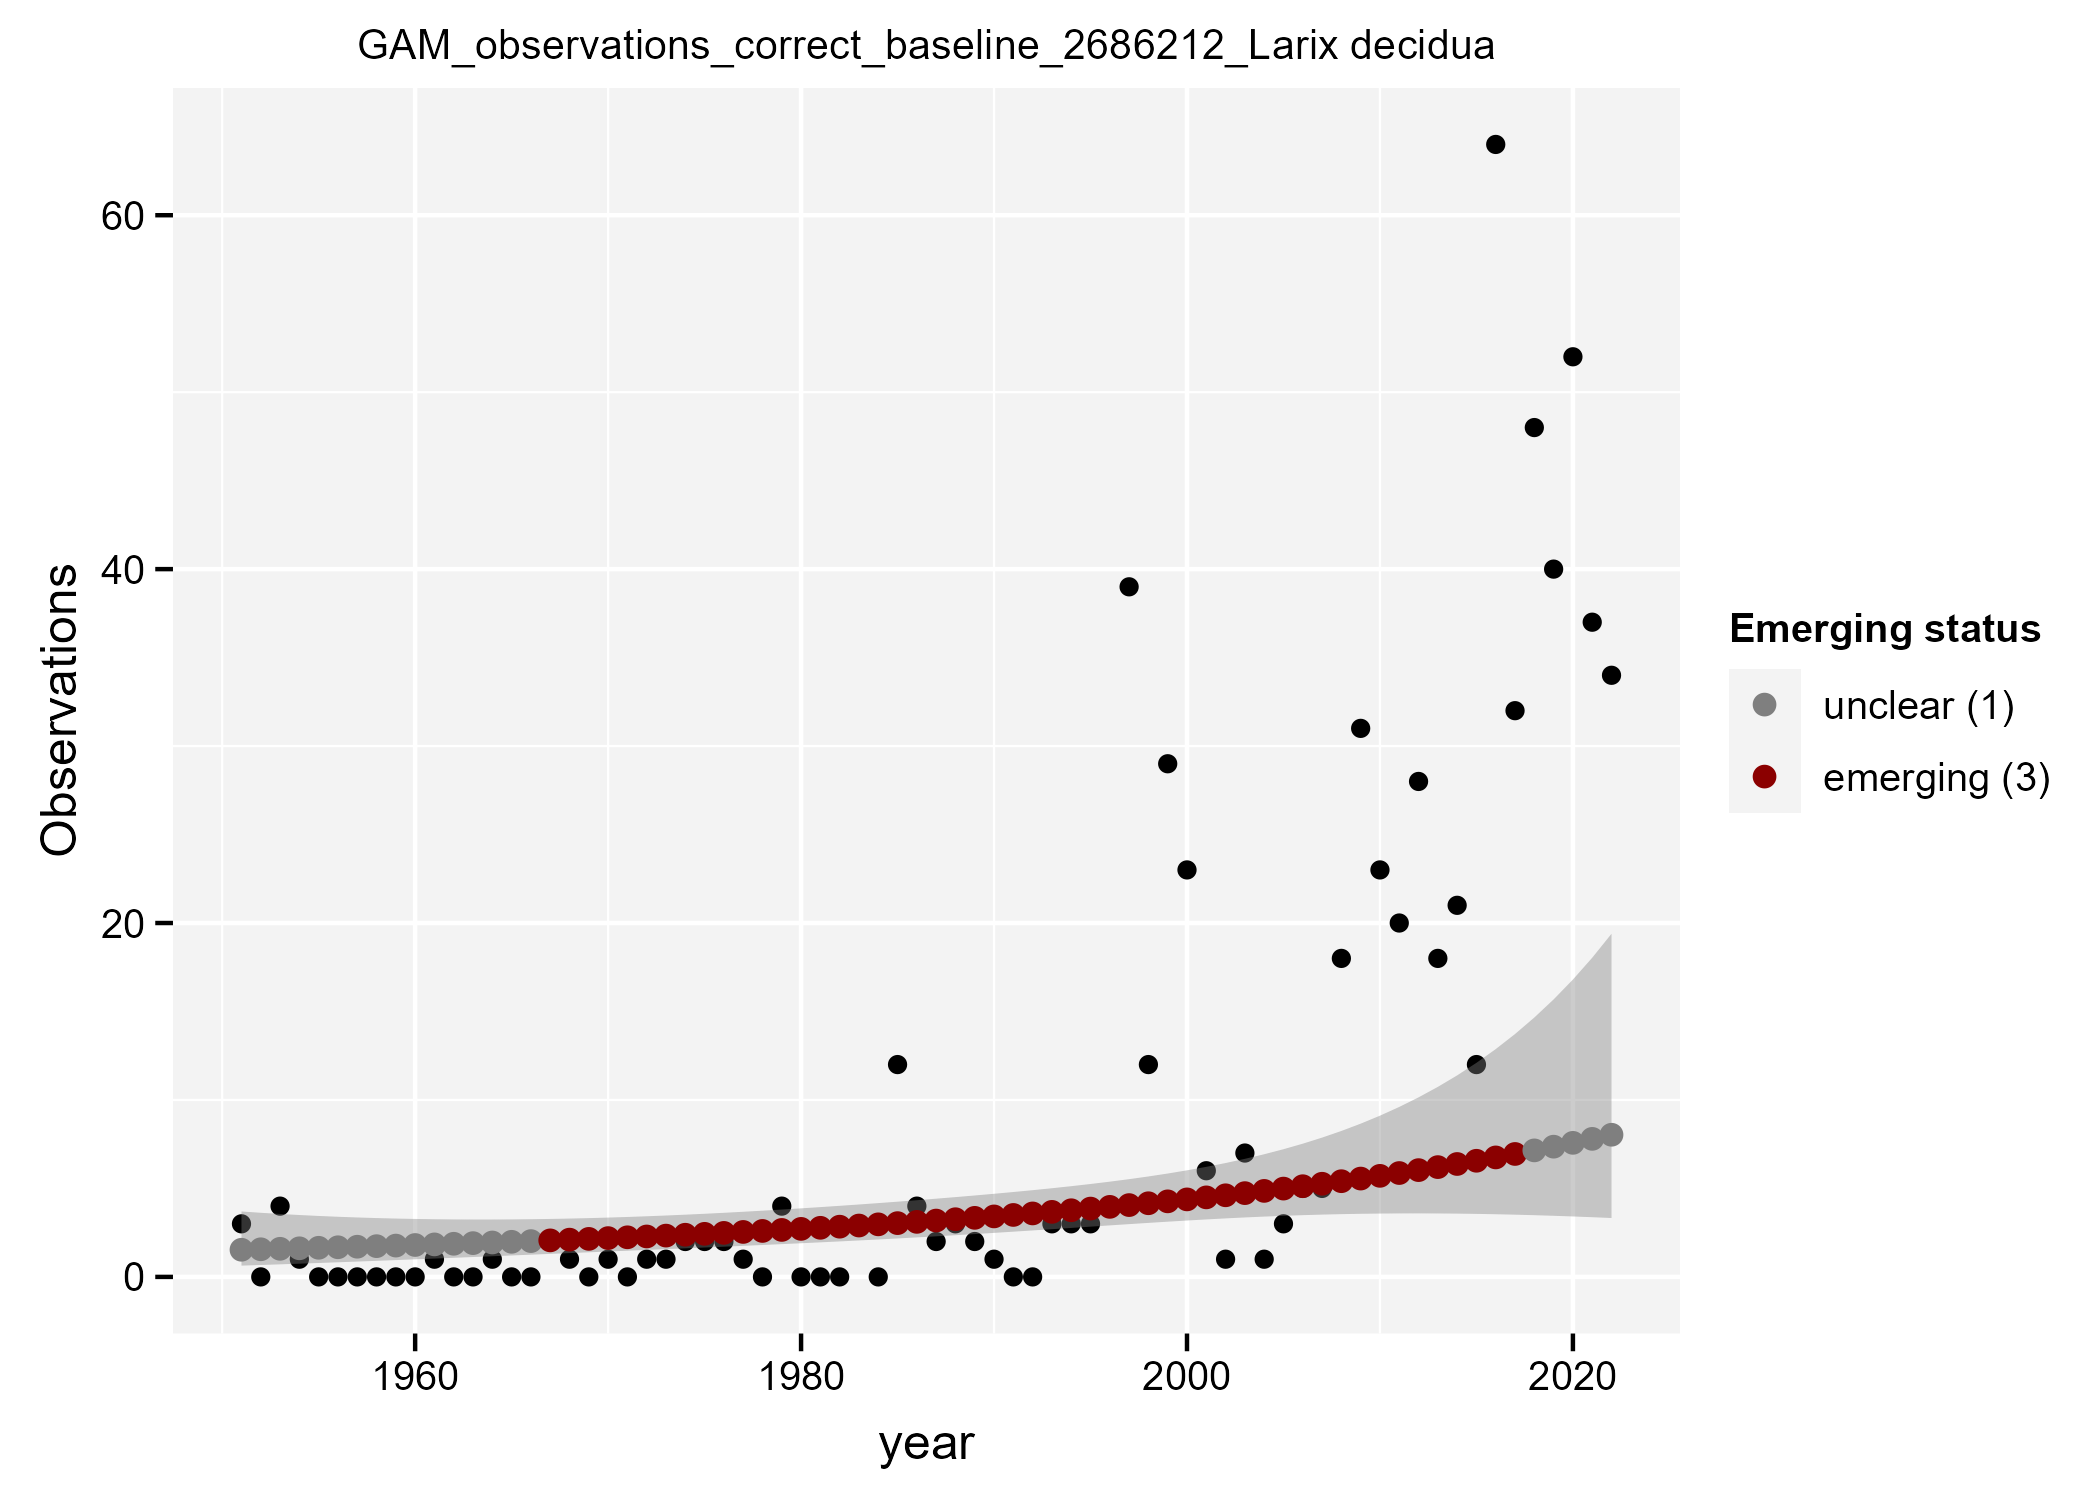 GAM_observations_correct_baseline_2686212_Larix decidua
Observations
60
40
20
0
1960 1980 2000 2020
year
Emerging status
unclear (1)
emerging (3)